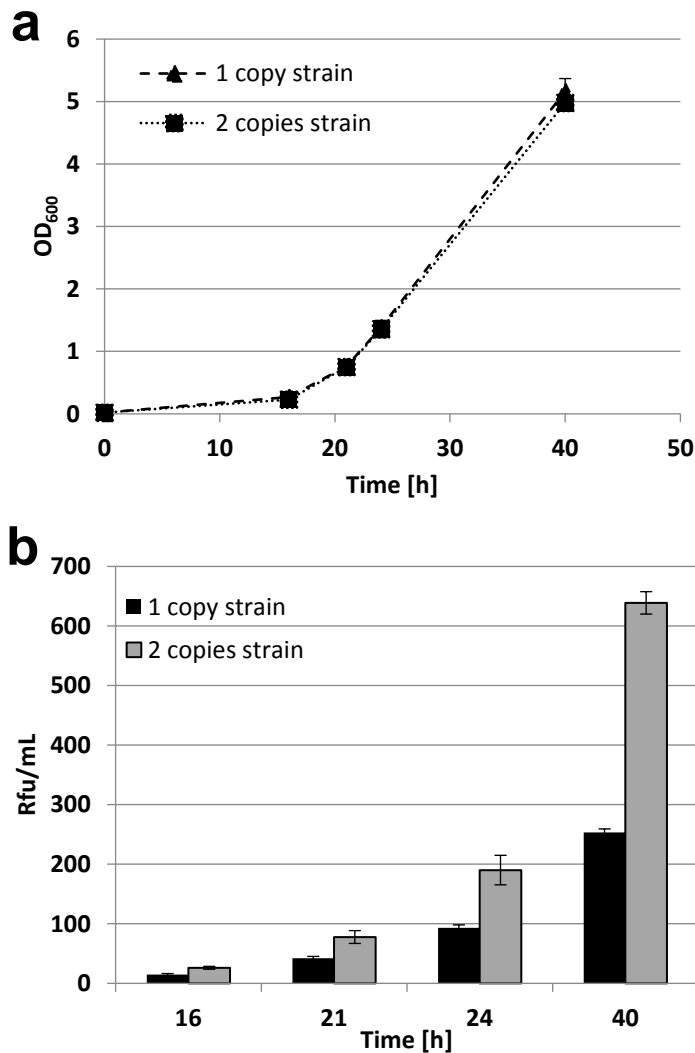 a
6
5
4
3
2
1
0
OD600
1 copy strain
2 copies strain
0 10 20 30 40 50
Time [h]
b
700
600
500
400
300
200
100
0
Rfu/mL
1 copy strain
2 copies strain
16 21 24 40
Time [h]